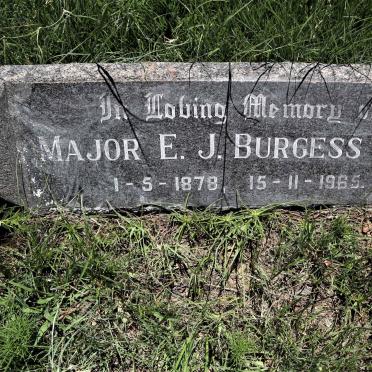 In Loving Memory
MAJOR E. J. BURGESS
1-5-1878. 15-11-1965.